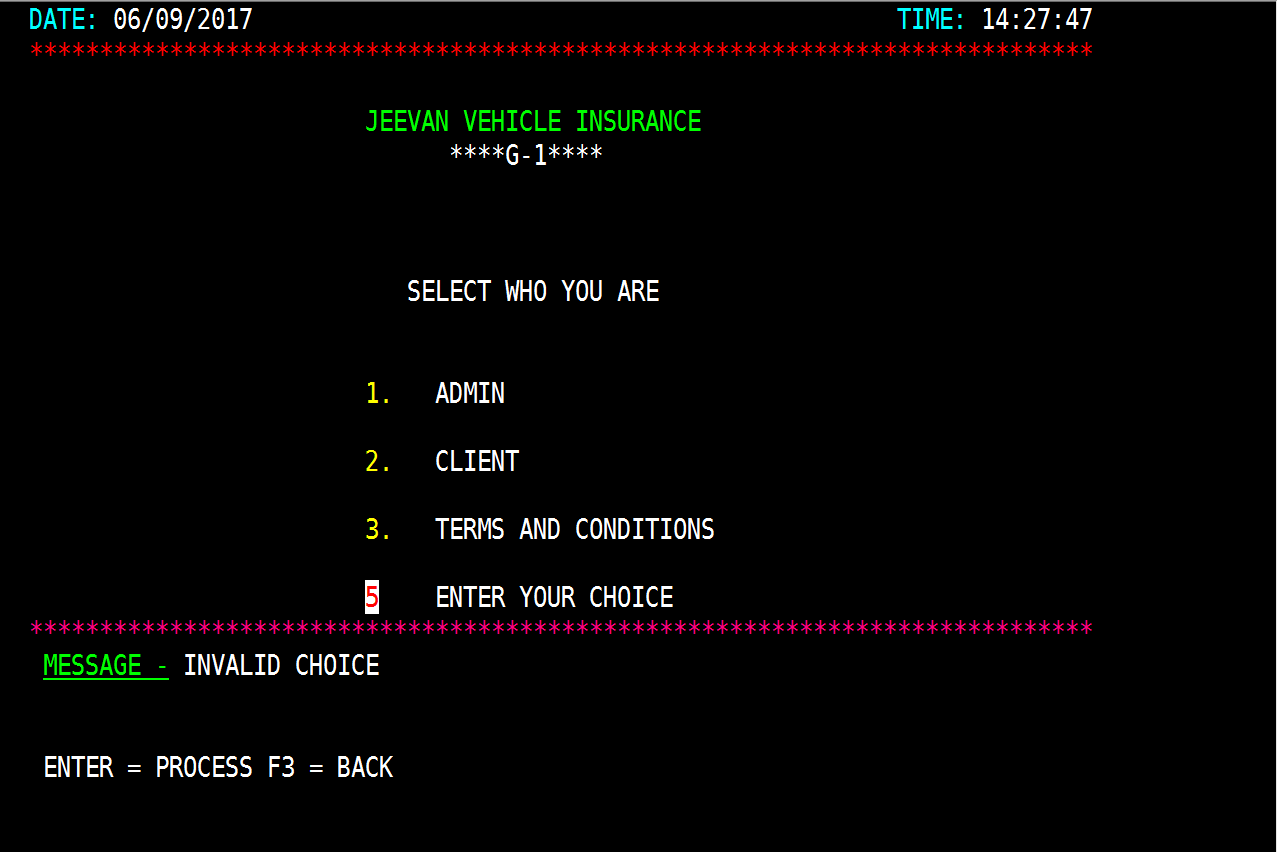 DATE: 06/09/2017 TIME: 14:27:47
****************************************************************************
JEEVAN VEHICLE INSURANCE
****G-1****
SELECT WHO YOU ARE
1. ADMIN
2. CLIENT
3. TERMS AND CONDITIONS
5 ENTER YOUR CHOICE
****************************************************************************
MESSAGE - INVALID CHOICE
ENTER = PROCESS F3 = BACK